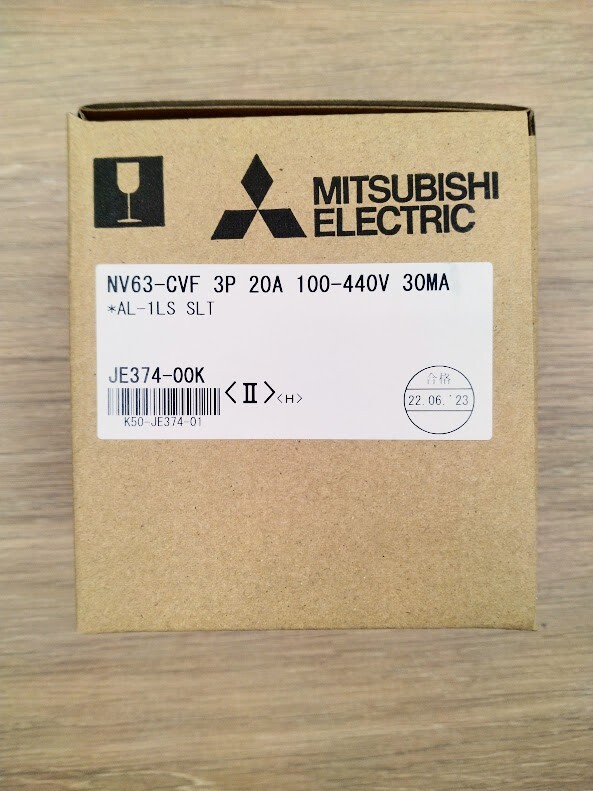 MITSUBISHI
ELECTRIC
NV63-CVF 3P 20A 100-440V 30MA
*AL-1LS SLT
JE374-00K
<Ⅱ><H>
K50-JE374-01
合格
22.06.'23